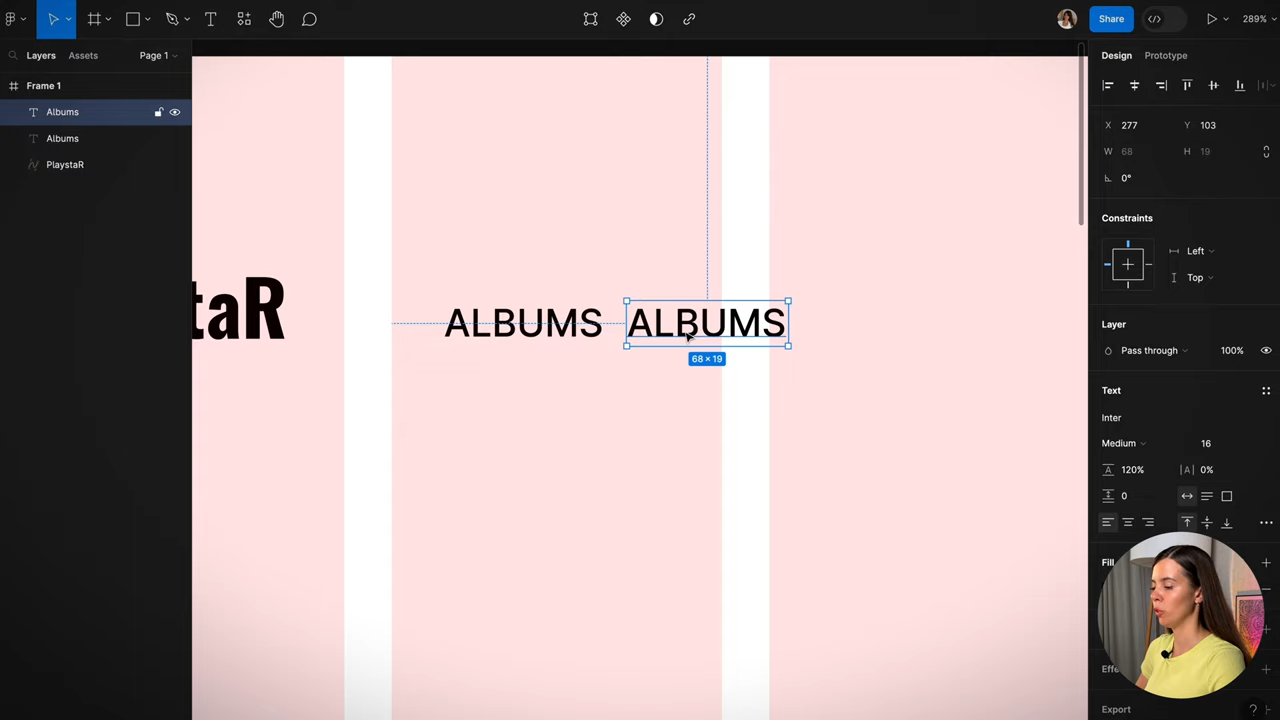 Share
289%
Layers
Assets
Page 1
Design
Prototype
Frame 1
Albums
Albums
PlaystaR
X 277
Y 103
W 68
H 19
0°
Constraints
Left
Top
taR
ALBUMS
ALBUMS
68 × 19
Layer
Pass through
100%
Text
Inter
Medium
16
A 120%
|A| 0%
0
Fill
Effe
Export
?